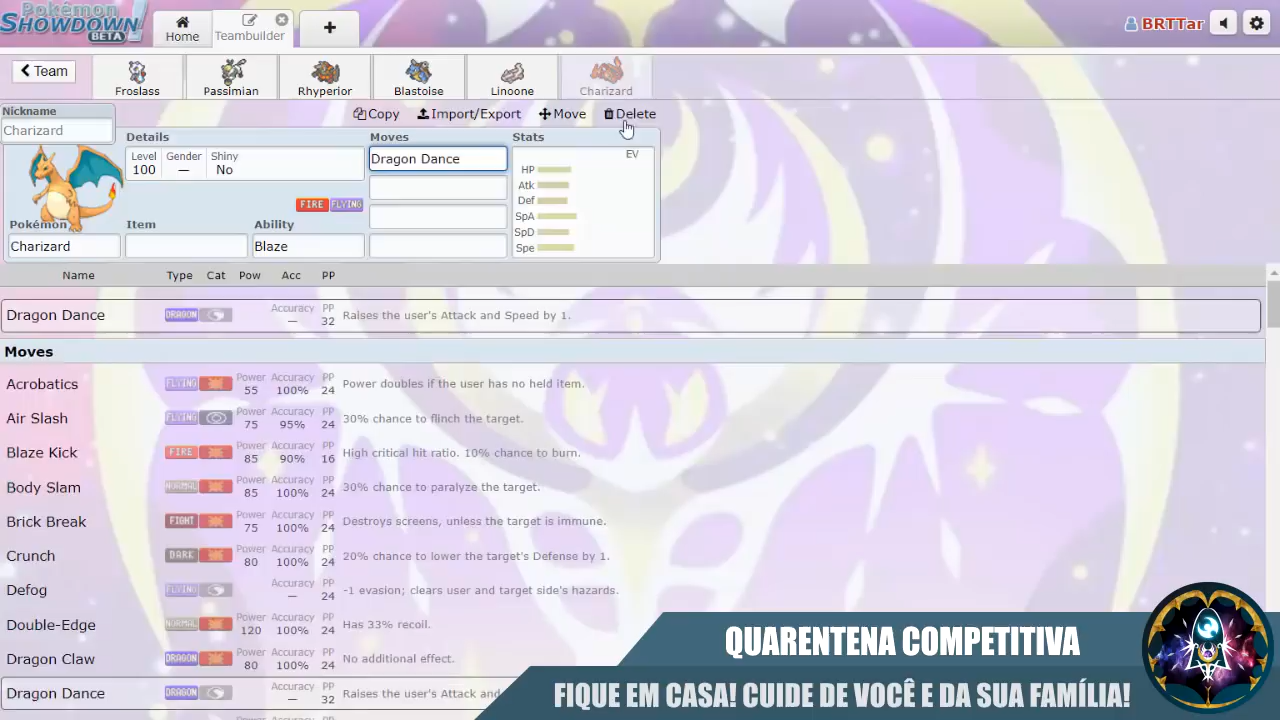 Pokémon
SHOWDOWN!
BETA
Home
Teambuilder
+
BRTTar
Team
Froslass
Passimian
Rhyperior
Blastoise
Linoone
Charizard
Copy Import/Export Move Delete
Nickname
Charizard
Details
Level Gender Shiny
100 — No
FIRE FLYING
Pokémon
Charizard
Item
Ability
Blaze
Moves
Dragon Dance
Stats
EV
HP
Atk
Def
SpA
SpD
Spe
Name Type Cat Pow Acc PP
Dragon Dance DRAGON Accuracy — PP 32 Raises the user's Attack and Speed by 1.
Moves
Acrobatics FLYING Power 55 Accuracy 100% PP 24 Power doubles if the user has no held item.
Air Slash FLYING Power 75 Accuracy 95% PP 24 30% chance to flinch the target.
Blaze Kick FIRE Power 85 Accuracy 90% PP 16 High critical hit ratio. 10% chance to burn.
Body Slam NORMAL Power 85 Accuracy 100% PP 24 30% chance to paralyze the target.
Brick Break FIGHT Power 75 Accuracy 100% PP 24 Destroys screens, unless the target is immune.
Crunch DARK Power 80 Accuracy 100% PP 24 20% chance to lower the target's Defense by 1.
Defog FLYING Accuracy — PP 24 -1 evasion; clears user and target side's hazards.
Double-Edge NORMAL Power 120 Accuracy 100% PP 24 Has 33% recoil.
Dragon Claw DRAGON Power 80 Accuracy 100% PP 24 No additional effect.
Dragon Dance DRAGON Accuracy — PP 32 Raises the user's Attack and
QUARENTENA COMPETITIVA
FIQUE EM CASA! CUIDE DE VOCÊ E DA SUA FAMÍLIA!